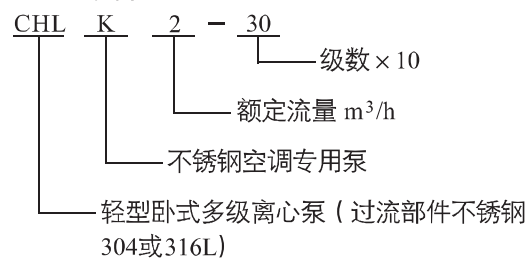 CHL K 2 - 30
级数×10
额定流量 m³/h
不锈钢空调专用泵
轻型卧式多级离心泵（过流部件不锈钢
304或316L）